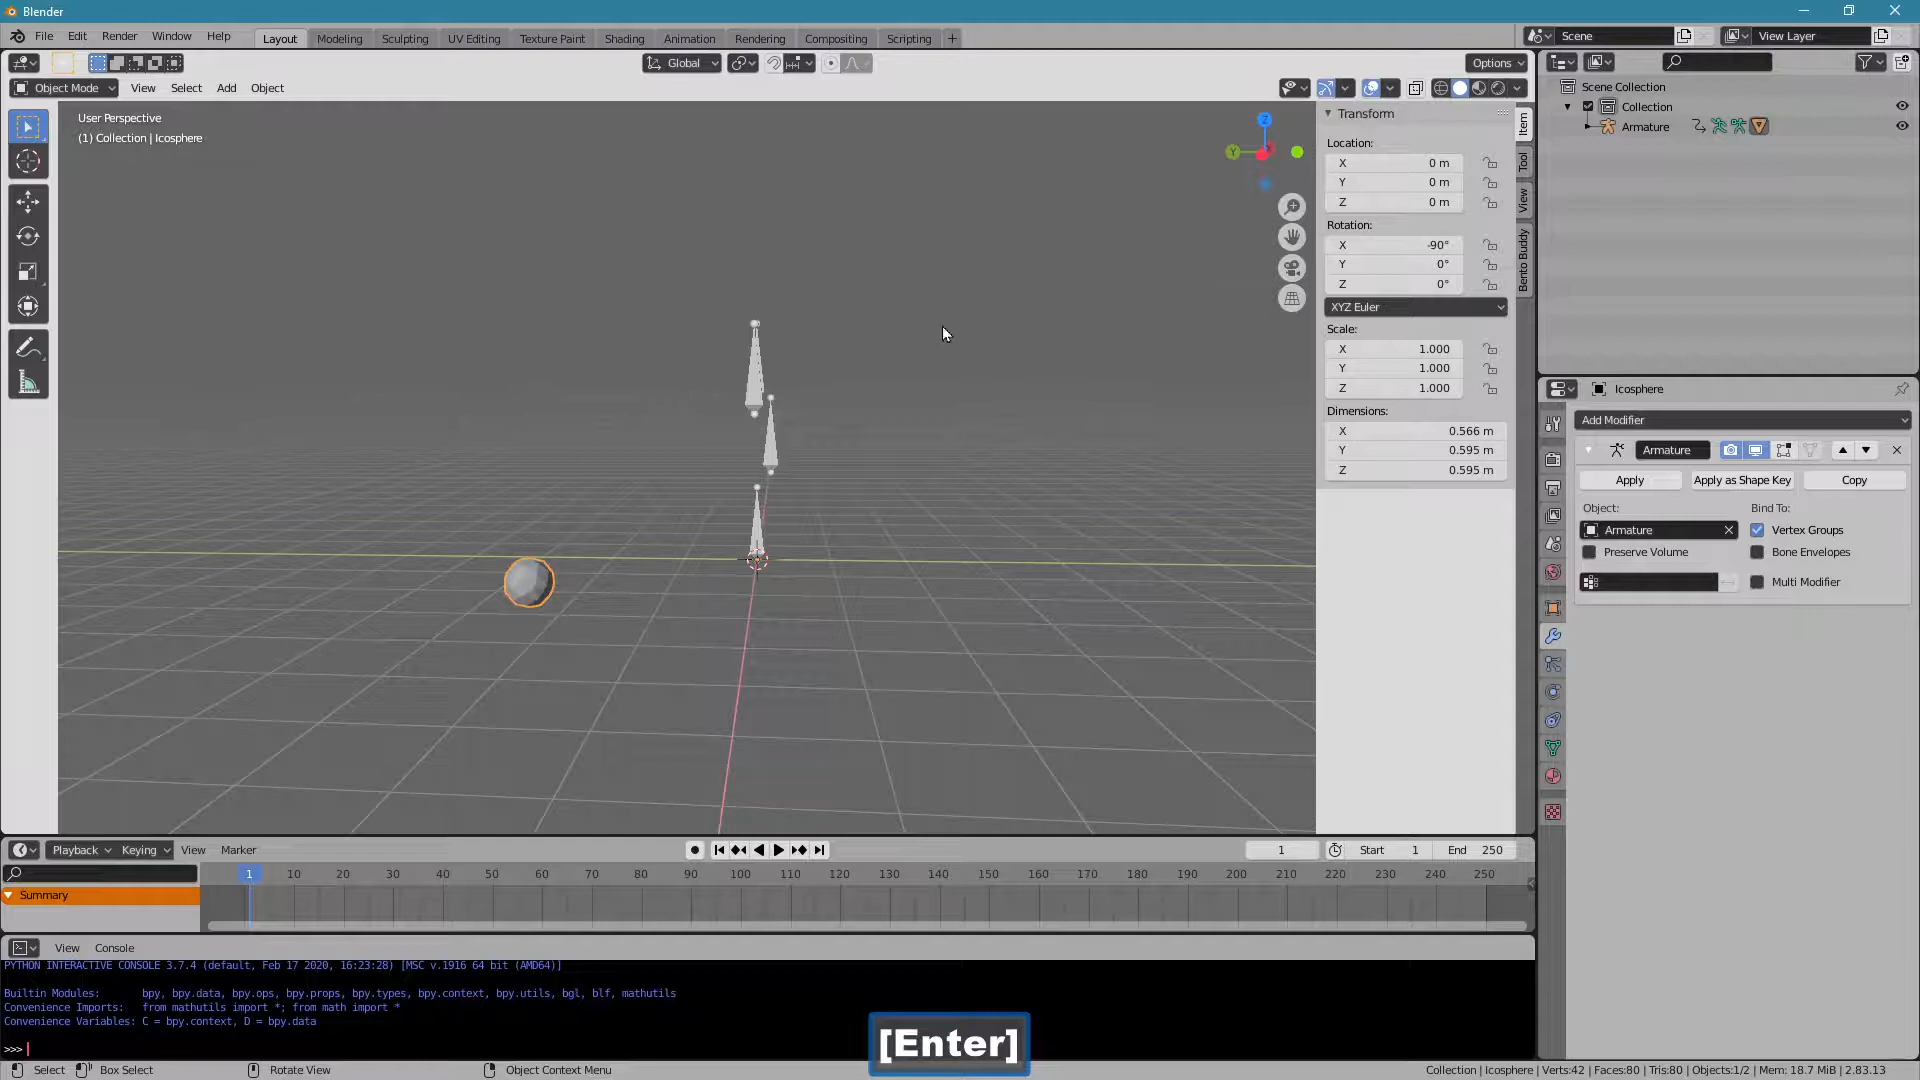 Blender
File Edit Render Window Help
Layout Modeling Sculpting UV Editing Texture Paint Shading Animation Rendering Compositing Scripting
Scene
View Layer
Global
Options
Object Mode View Select Add Object
User Perspective
(1) Collection | Icosphere
Z
Y
Transform
Location:
X 0 m
Y 0 m
Z 0 m
Rotation:
X -90°
Y 0°
Z 0°
XYZ Euler
Scale:
X 1.000
Y 1.000
Z 1.000
Dimensions:
X 0.566 m
Y 0.595 m
Z 0.595 m
Item
Tool
View
Bento Buddy
Scene Collection
Collection
Armature
Icosphere
Add Modifier
Armature
Apply
Apply as Shape Key
Copy
Object:
Bind To:
Armature
Vertex Groups
Preserve Volume
Bone Envelopes
Multi Modifier
Playback Keying View Marker
1
Start 1
End 250
1 10 20 30 40 50 60 70 80 90 100 110 120 130 140 150 160 170 180 190 200 210 220 230 240 250
Summary
View Console
PYTHON INTERACTIVE CONSOLE 3.7.4 (default, Feb 17 2020, 16:23:28) [MSC v.1916 64 bit (AMD64)]
Builtin Modules: bpy, bpy.data, bpy.ops, bpy.props, bpy.types, bpy.context, bpy.utils, bgl, blf, mathutils
Convenience Imports: from mathutils import *; from math import *
Convenience Variables: C = bpy.context, D = bpy.data
>>>
[Enter]
Select
Box Select
Rotate View
Object Context Menu
Collection | Icosphere | Verts:42 | Faces:80 | Tris:80 | Objects:1/2 | Mem: 18.7 MiB | 2.83.13